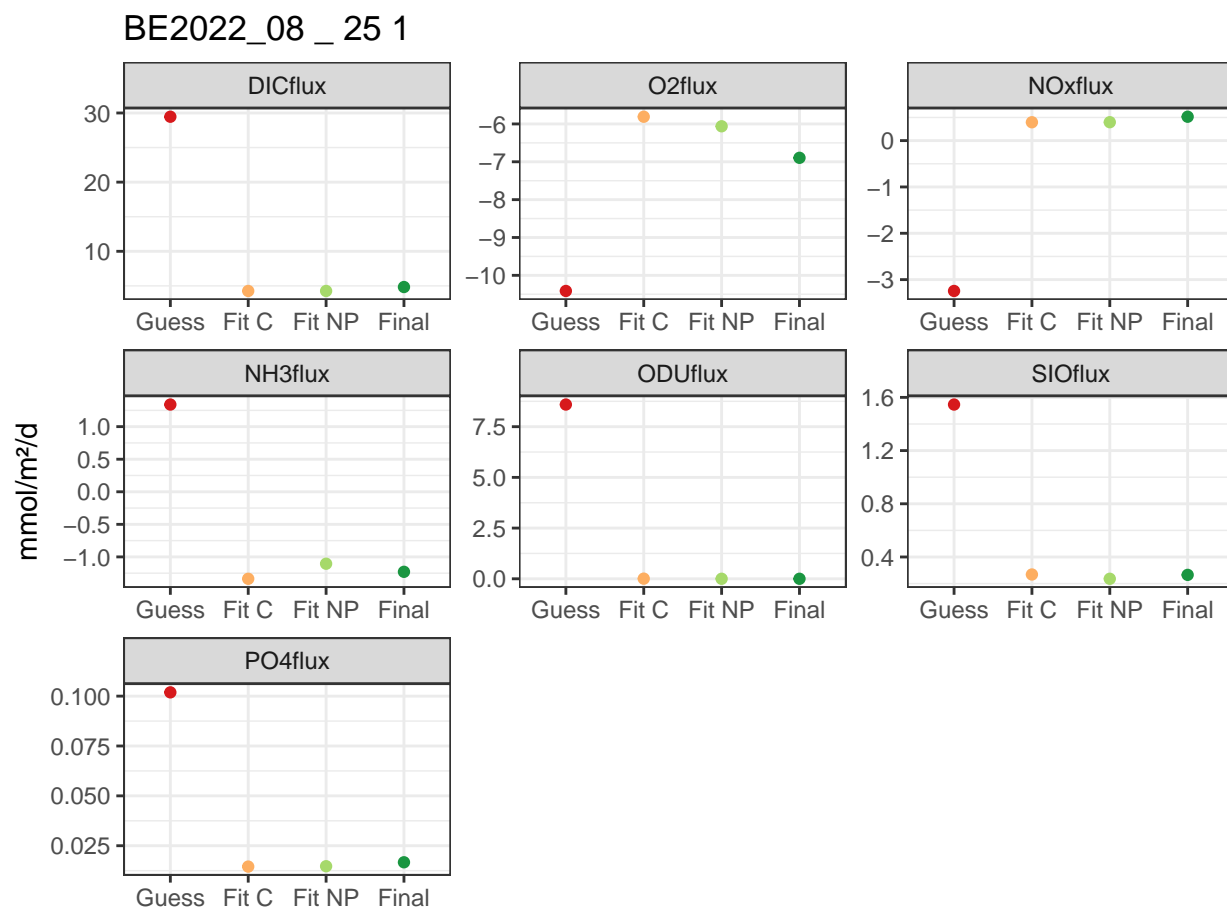 BE2022_08 _ 25 1
DICflux
30
20
10
Guess Fit C Fit NP Final
O2flux
−6
−7
−8
−9
−10
Guess Fit C Fit NP Final
NOxflux
0
−1
−2
−3
Guess Fit C Fit NP Final
mmol/m²/d
NH3flux
1.0
0.5
0.0
−0.5
−1.0
Guess Fit C Fit NP Final
ODUflux
7.5
5.0
2.5
0.0
Guess Fit C Fit NP Final
SIOflux
1.6
1.2
0.8
0.4
Guess Fit C Fit NP Final
PO4flux
0.100
0.075
0.050
0.025
Guess Fit C Fit NP Final